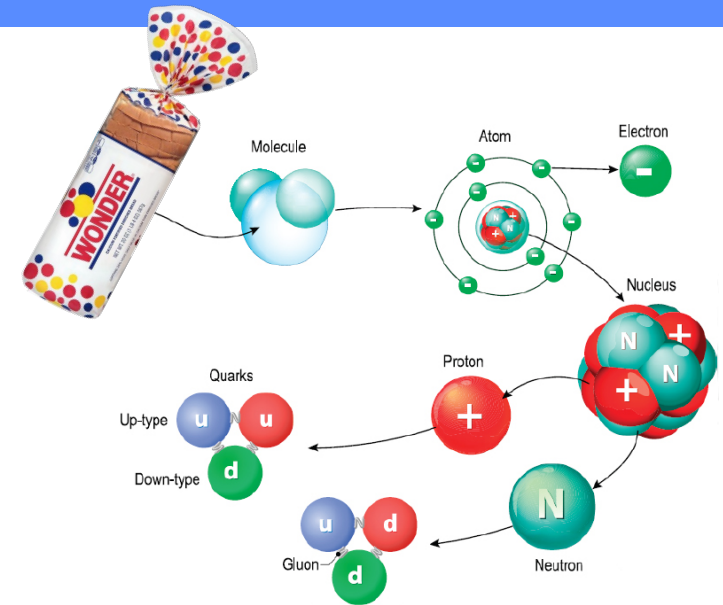 WONDER
Molecule
Atom
Electron
-
-
-
-
-
-
-
-
-
N
+
N
+
Nucleus
N
+
N
+
Proton
+
Quarks
Up-type
u
u
Down-type
d
N
Neutron
u
d
Gluon
d